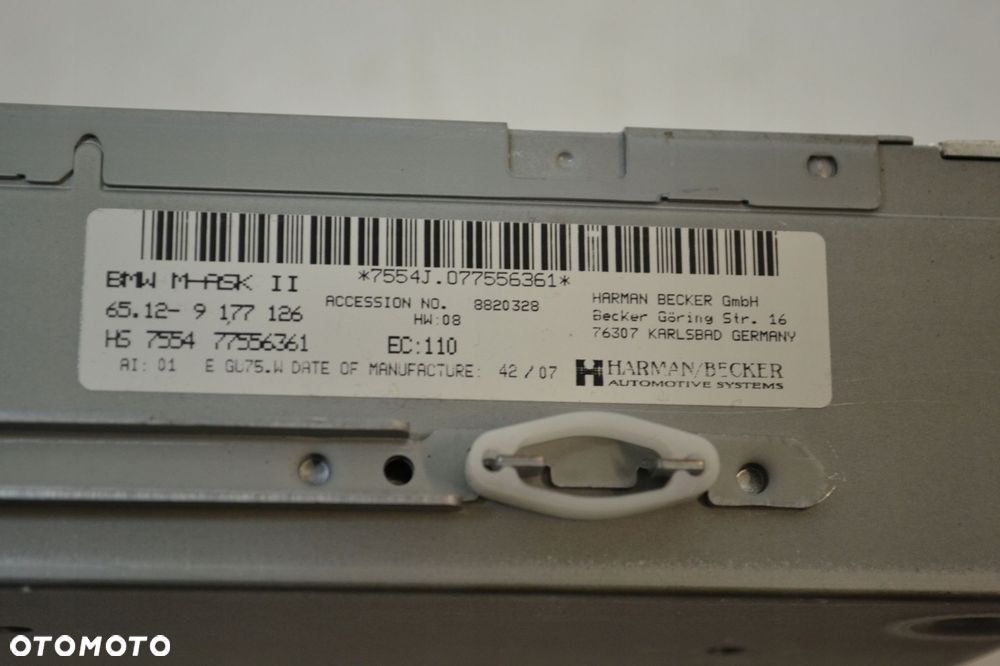 *7554J.077556361*
BMW M-ASK II
65.12- 9 177 126
HS 7554 77556361
ACCESSION NO. 8820328
HW:08
EC:110
HARMAN BECKER GmbH
Becker Göring Str. 16
76307 KARLSBAD GERMANY
AI: 01 E GU75.W DATE OF MANUFACTURE: 42/07
HARMAN/BECKER
AUTOMOTIVE SYSTEMS
OTOMOTO